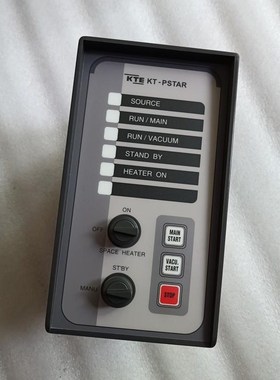 KTE KT-PSTAR
SOURCE
RUN/MAIN
RUN/VACUUM
STAND BY
HEATER ON
ON
OFF
SPACE HEATER
MAIN
START
ST'BY
VACU.
START
MANU
STOP